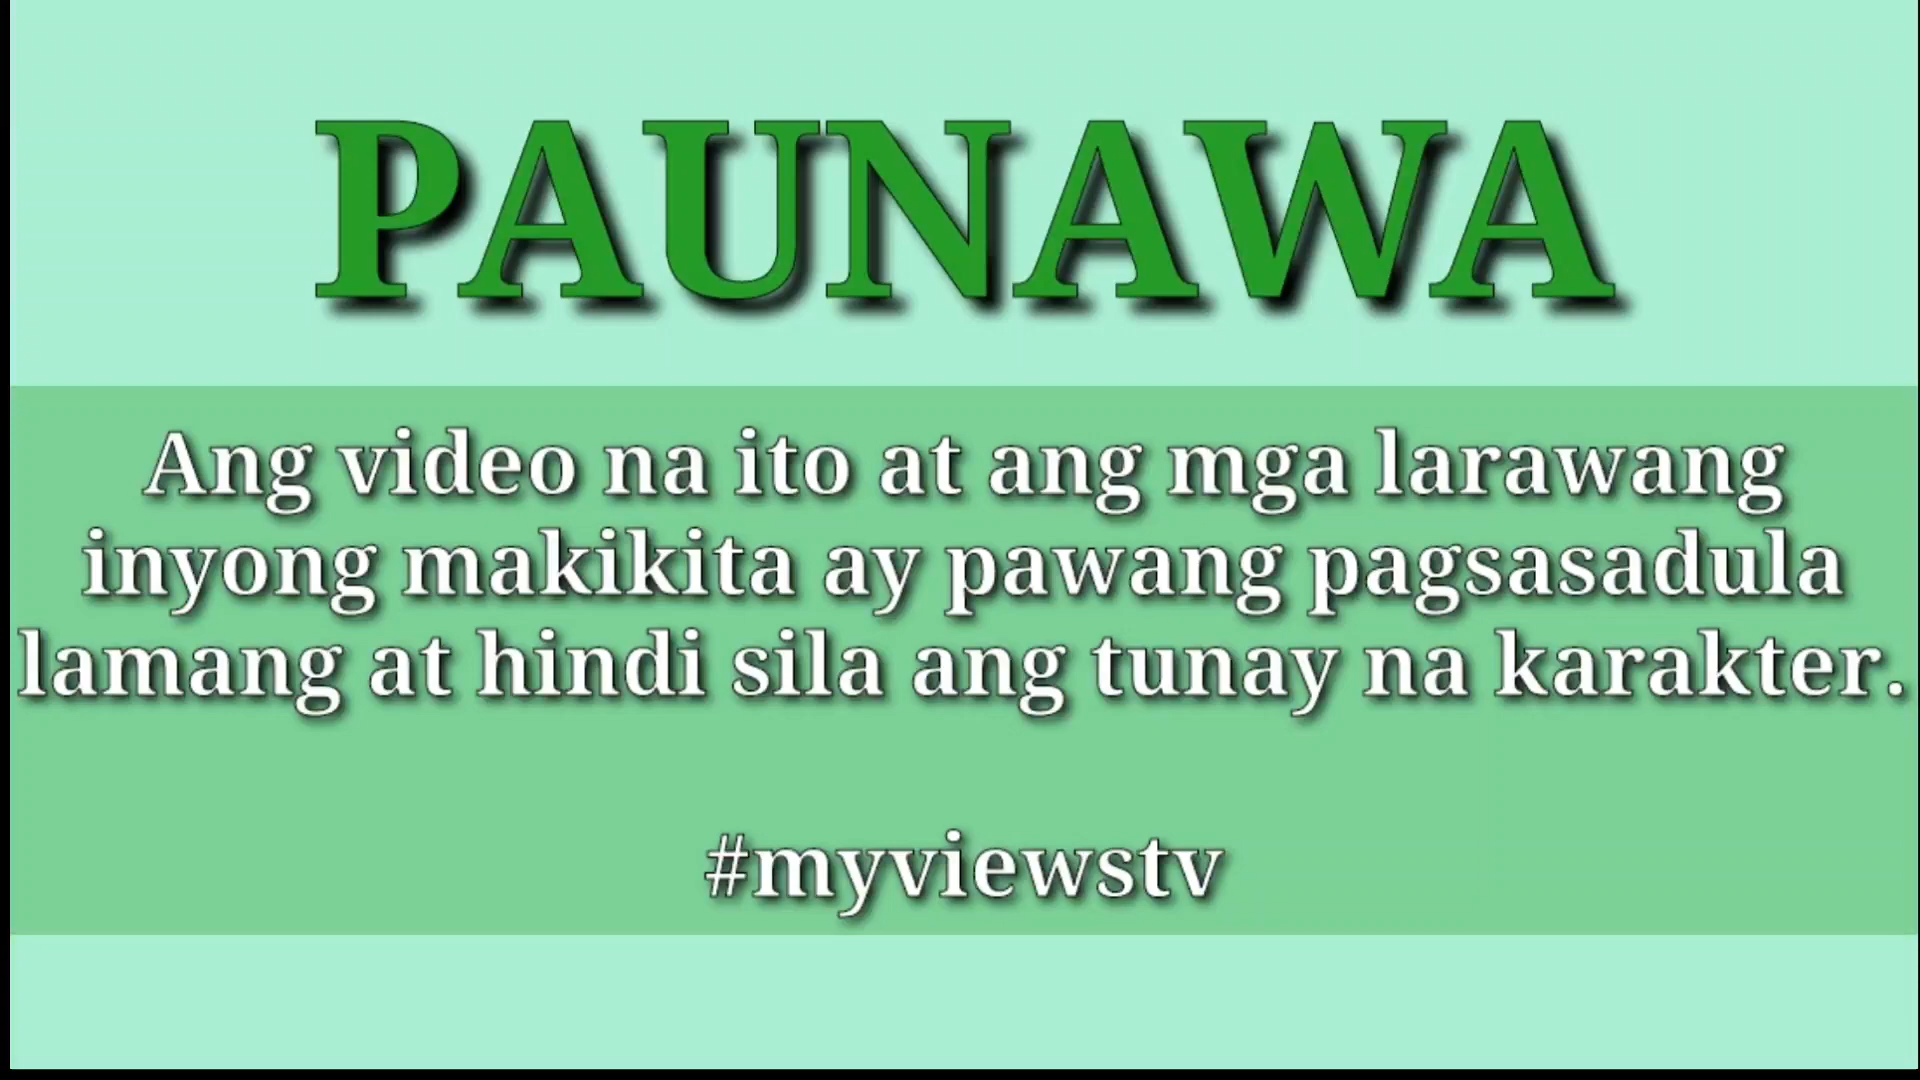 PAUNAWA
Ang video na ito at ang mga larawang
inyong makikita ay pawang pagsasadula
lamang at hindi sila ang tunay na karakter.
#myviewstv